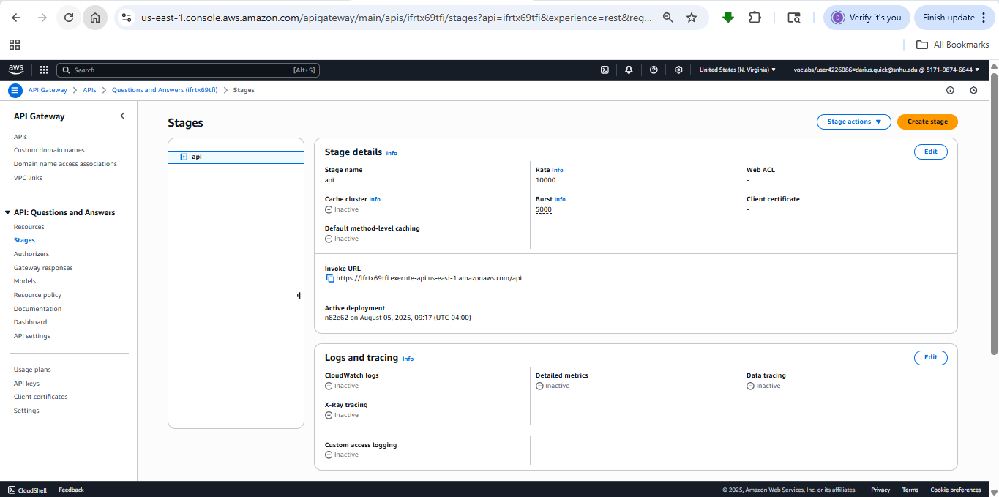 us-east-1.console.aws.amazon.com/apigateway/main/apis/ifrtx69tfi/stages?api=ifrtx69tfi&experience=rest&reg...
D Verify it's you
Finish update
All Bookmarks
aws
Search [Alt+S]
United States (N. Virginia) ▼
voclabs/user4226086=darius.quick@snhu.edu @ 5171-9874-6644 ▼
API Gateway > APIs > Questions and Answers (ifrtx69tfi) > Stages
API Gateway
APIs
Custom domain names
Domain name access associations
VPC links
API: Questions and Answers
Resources
Stages
Authorizers
Gateway responses
Models
Resource policy
Documentation
Dashboard
API settings
Usage plans
API keys
Client certificates
Settings
Stages
Stage actions ▼
Create stage
api
Stage details Info
Edit
Stage name
api
Cache cluster Info
Inactive
Default method-level caching
Inactive
Rate Info
10000
Burst Info
5000
Web ACL
-
Client certificate
-
Invoke URL
https://ifrtx69tfi.execute-api.us-east-1.amazonaws.com/api
Active deployment
n82e62 on August 05, 2025, 09:17 (UTC-04:00)
Logs and tracing Info
Edit
CloudWatch logs
Inactive
X-Ray tracing
Inactive
Detailed metrics
Inactive
Data tracing
Inactive
Custom access logging
Inactive
CloudShell
Feedback
© 2025, Amazon Web Services, Inc. or its affiliates.
Privacy
Terms
Cookie preferences